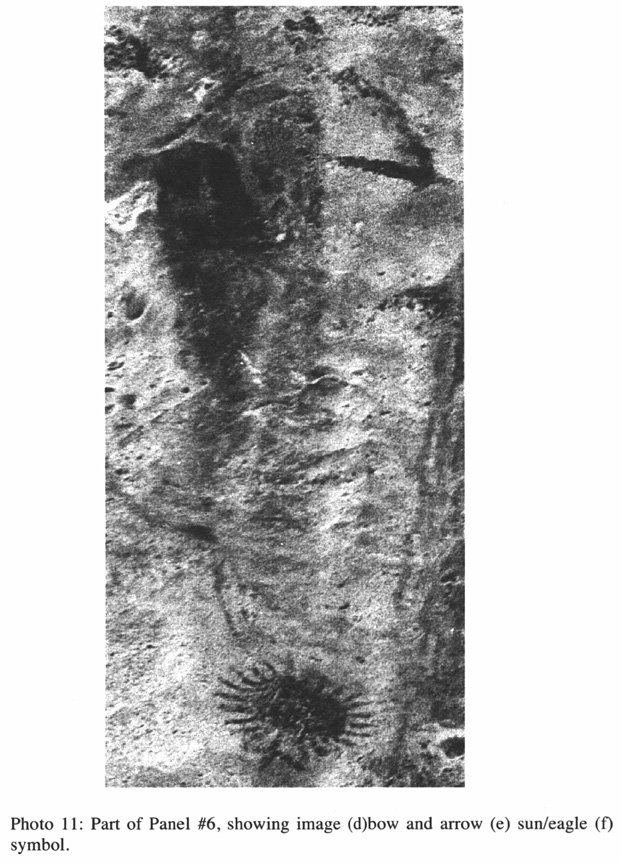 Photo 11: Part of Panel #6, showing image (d)bow and arrow (e) sun/eagle (f)
symbol.